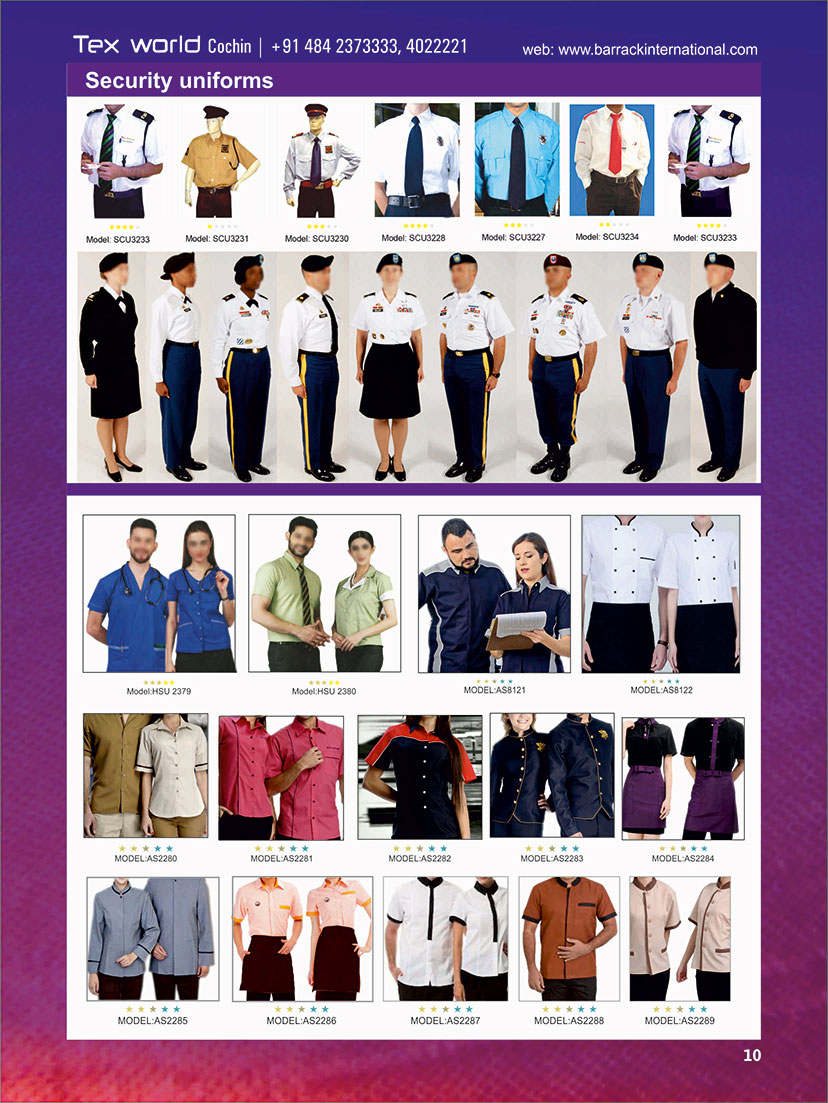 Tex world Cochin | +91 484 2373333, 4022221
web: www.barrackinternational.com
Security uniforms
Model: SCU3233
Model: SCU3231
Model: SCU3230
Model: SCU3228
Model: SCU3227
Model: SCU3234
Model: SCU3233
Model:HSU 2379
Model:HSU 2380
MODEL:AS8121
MODEL:AS8122
MODEL:AS2280
MODEL:AS2281
MODEL:AS2282
MODEL:AS2283
MODEL:AS2284
MODEL:AS2285
MODEL:AS2286
MODEL:AS2287
MODEL:AS2288
MODEL:AS2289
10